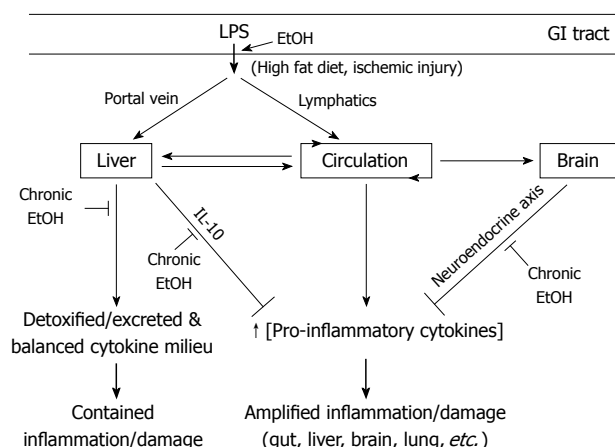 LPS
EtOH
GI tract
(High fat diet, ischemic injury)
Portal vein
Lymphatics
Liver
Circulation
Brain
Chronic
EtOH
IL-10
Chronic
EtOH
Neuroendocrine axis
Chronic
EtOH
Detoxified/excreted &
balanced cytokine milieu
↑ [Pro-inflammatory cytokines]
Contained
inflammation/damage
Amplified inflammation/damage
(gut, liver, brain, lung, etc.)